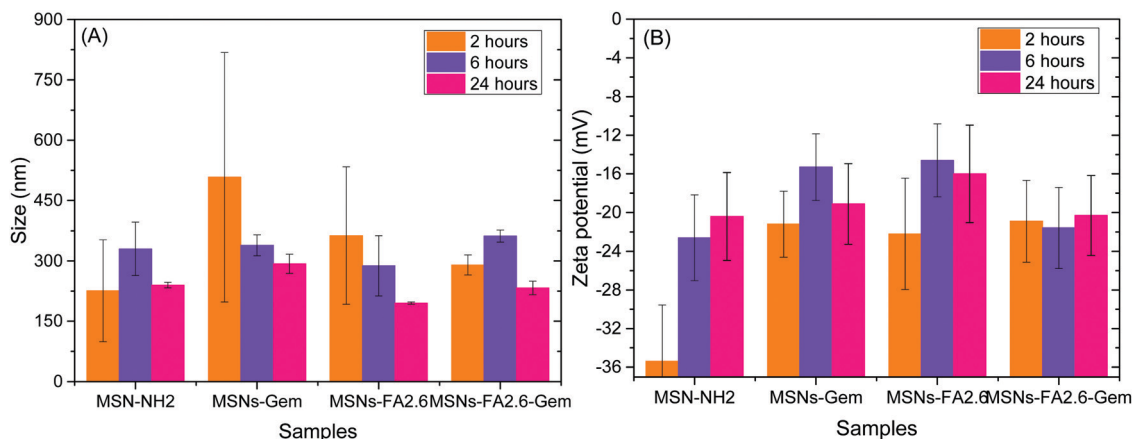 (A)
2 hours
6 hours
24 hours
900
750
600
450
300
150
0
Size (nm)
MSN-NH2 MSNs-Gem MSNs-FA2.6 MSNs-FA2.6-Gem
Samples
(B)
2 hours
6 hours
24 hours
0
-4
-8
-12
-16
-20
-24
-28
-32
-36
Zeta potential (mV)
MSN-NH2 MSNs-Gem MSNs-FA2.6 MSNs-FA2.6-Gem
Samples